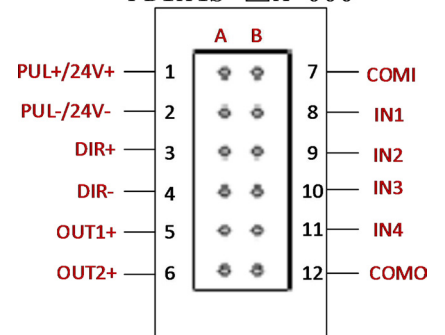 A B
PUL+/24V+ 1 7 COMI
PUL-/24V- 2 8 IN1
DIR+ 3 9 IN2
DIR- 4 10 IN3
OUT1+ 5 11 IN4
OUT2+ 6 12 COMO